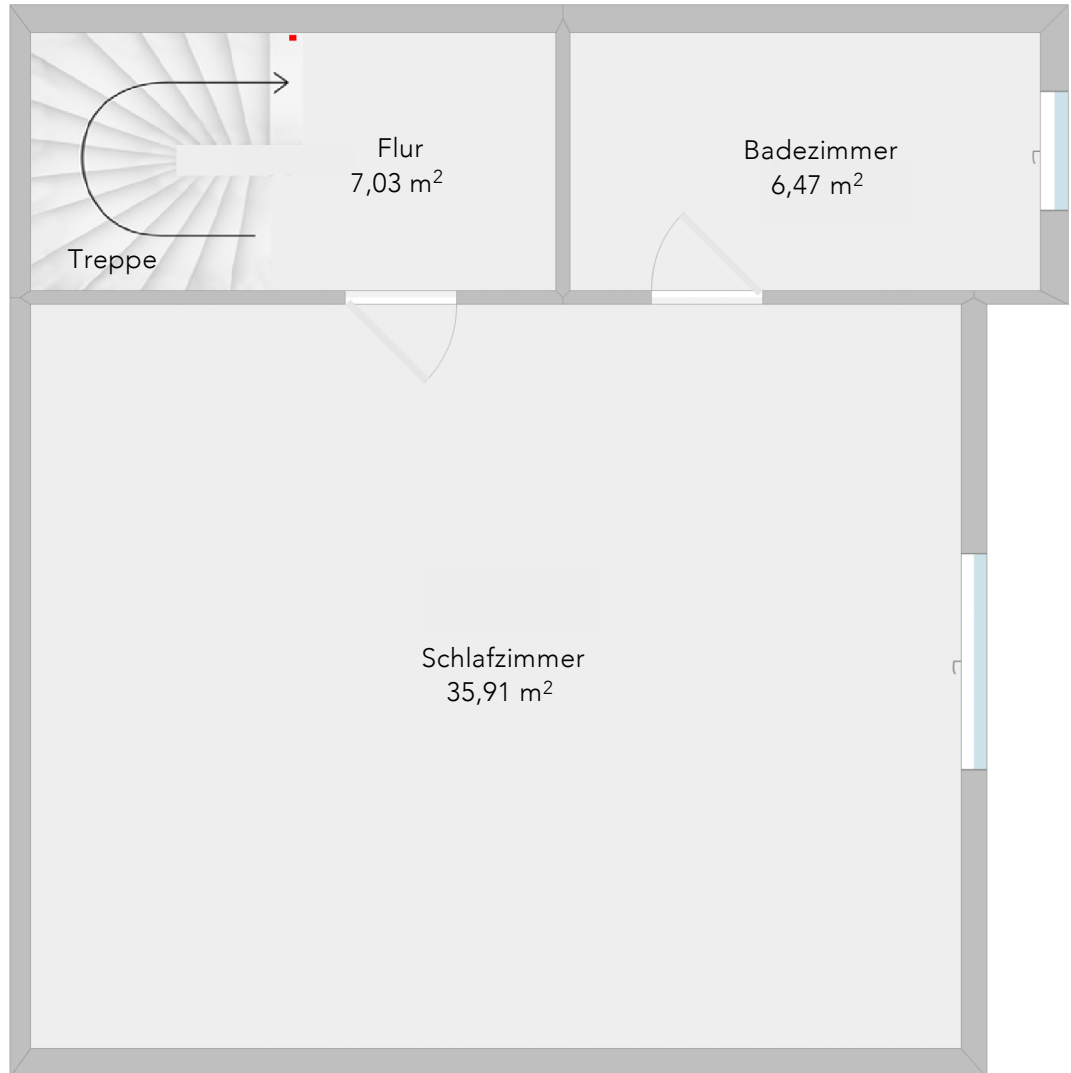 Flur
7,03 m²
Badezimmer
6,47 m²
Treppe
Schlafzimmer
35,91 m²